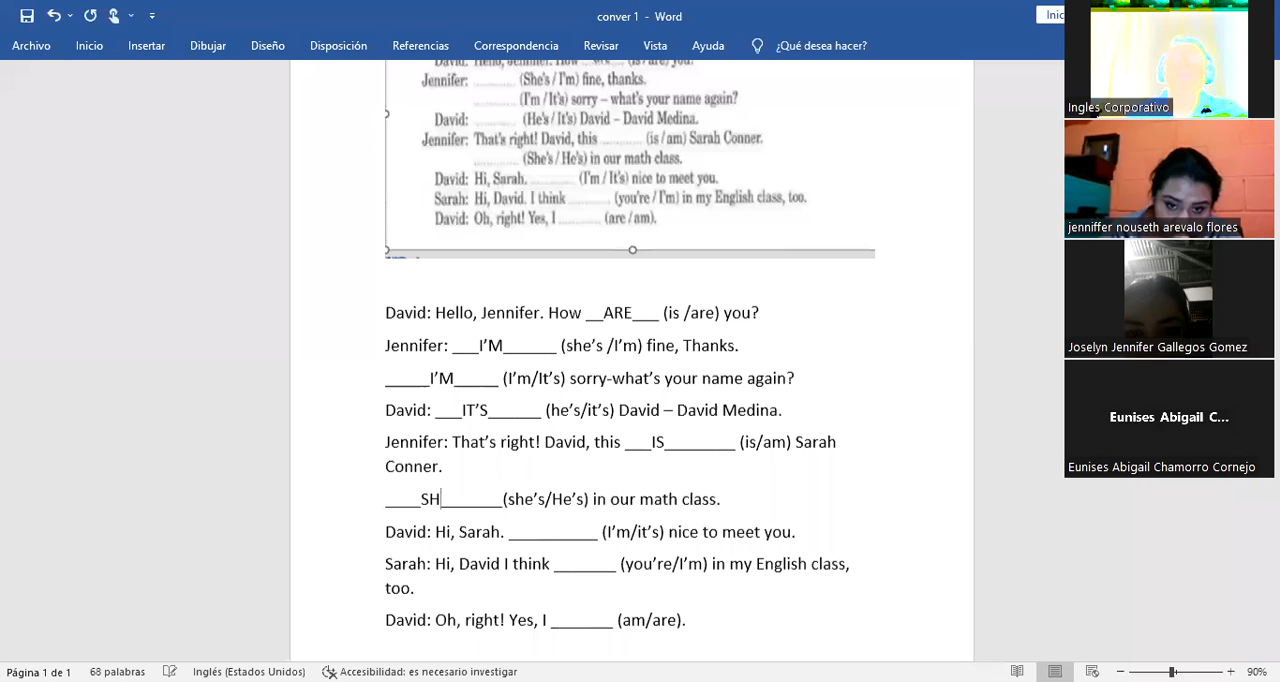 conver 1 - Word
Inic
Archivo Inicio Insertar Dibujar Diseño Disposición Referencias Correspondencia Revisar Vista Ayuda ¿Qué desea hacer?
David: Hello, Jennifer. How (is / are) you?
Jennifer: (She's / I'm) fine, thanks.
(I'm / It's) sorry – what's your name again?
David: (He's / It's) David – David Medina.
Jennifer: That's right! David, this (is / am) Sarah Conner.
(She's / He's) in our math class.
David: Hi, Sarah. (I'm / It's) nice to meet you.
Sarah: Hi, David. I think (you're / I'm) in my English class, too.
David: Oh, right! Yes, I (are / am).
David: Hello, Jennifer. How __ARE___ (is /are) you?
Jennifer: ___I'M______ (she's /I'm) fine, Thanks.
_____I'M_____ (I'm/It's) sorry-what's your name again?
David: ___IT'S______ (he's/it's) David – David Medina.
Jennifer: That's right! David, this ___IS________ (is/am) Sarah
Conner.
____SH_______(she's/He's) in our math class.
David: Hi, Sarah. __________ (I'm/it's) nice to meet you.
Sarah: Hi, David I think _______ (you're/I'm) in my English class,
too.
David: Oh, right! Yes, I _______ (am/are).
Ingles Corporativo
jenniffer nouseth arevalo flores
Joselyn Jennifer Gallegos Gomez
Eunises Abigail C...
Eunises Abigail Chamorro Cornejo
Página 1 de 1 68 palabras Inglés (Estados Unidos) Accesibilidad: es necesario investigar 90%